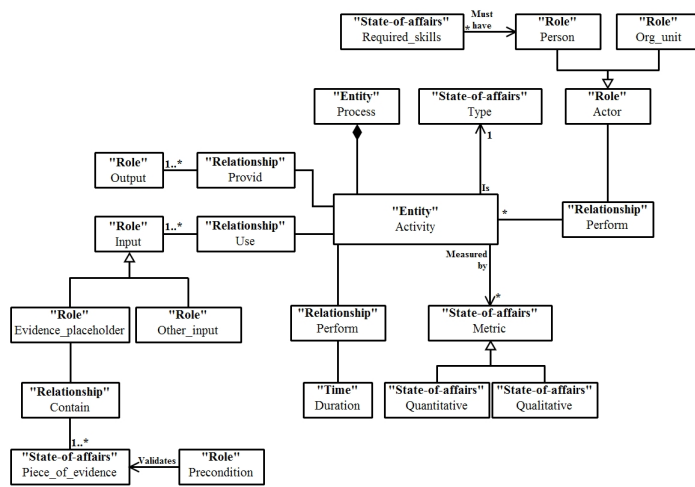 "State-of-affairs"
Required_skills
Must
have
*
"Role"
Person
"Role"
Org_unit
"Entity"
Process
"State-of-affairs"
Type
"Role"
Actor
1
"Role"
Output
1..*
"Relationship"
Provid
Is
"Entity"
Activity
*
"Relationship"
Perform
"Role"
Input
1..*
"Relationship"
Use
Measured
by
*
"Role"
Evidence_placeholder
"Role"
Other_input
"Relationship"
Perform
"State-of-affairs"
Metric
"Relationship"
Contain
"Time"
Duration
"State-of-affairs"
Quantitative
"State-of-affairs"
Qualitative
1..*
"State-of-affairs"
Piece_of_evidence
Validates
"Role"
Precondition